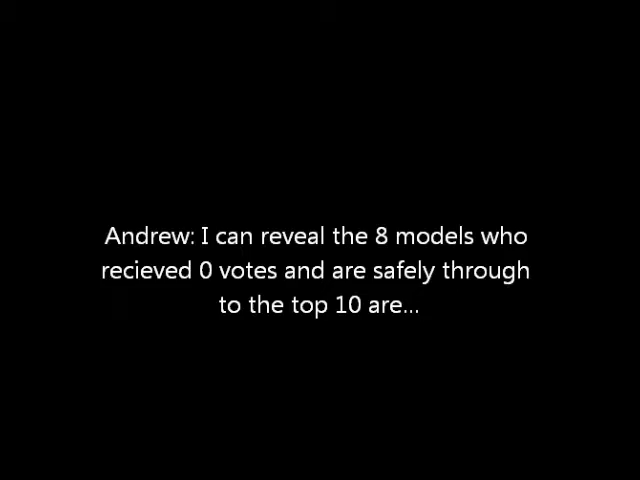 Andrew: I can reveal the 8 models who
recieved 0 votes and are safely through
to the top 10 are...